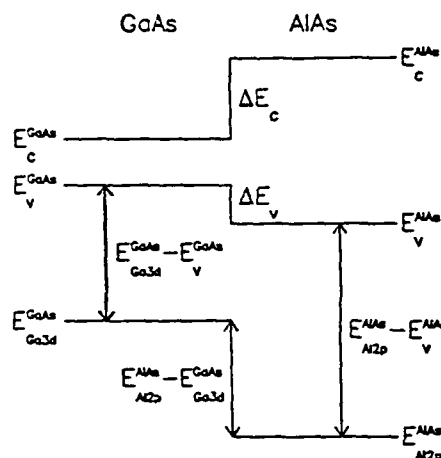 GaAs AlAs
E_C^AlAs
ΔE_C
E_C^GaAs
E_V^GaAs
ΔE_V
E_V^AlAs
E_Ga3d^GaAs – E_V^GaAs
E_Ga3d^GaAs
E_Al2p^AlAs – E_V^AlA
E_Al2p^AlAs – E_Ga3d^GaAs
E_Al2p^AlAs